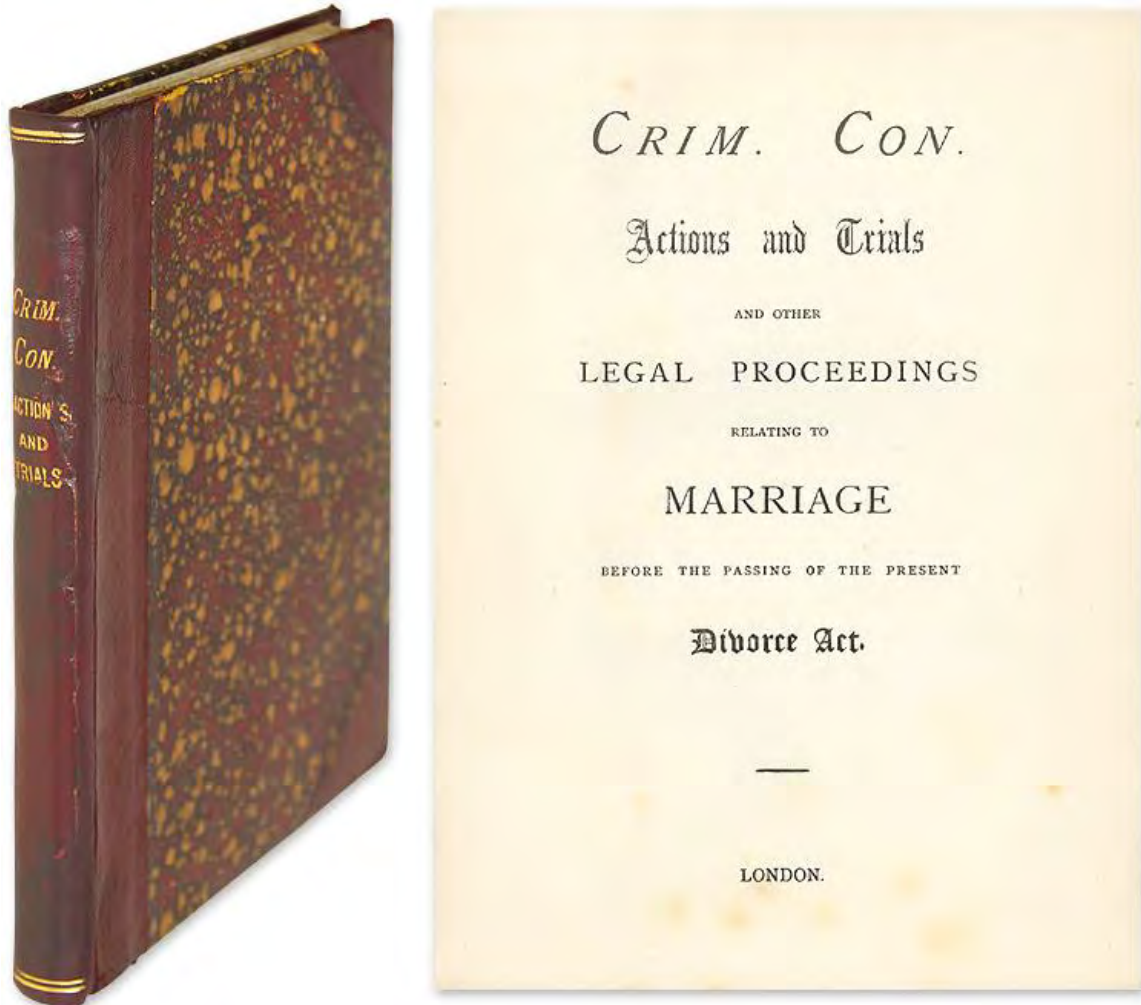 CRIM.
CON.
ACTIONS
AND
TRIALS
CRIM. CON.
Actions and Trials
AND OTHER
LEGAL PROCEEDINGS
RELATING TO
MARRIAGE
BEFORE THE PASSING OF THE PRESENT
Divorce Act.
LONDON.